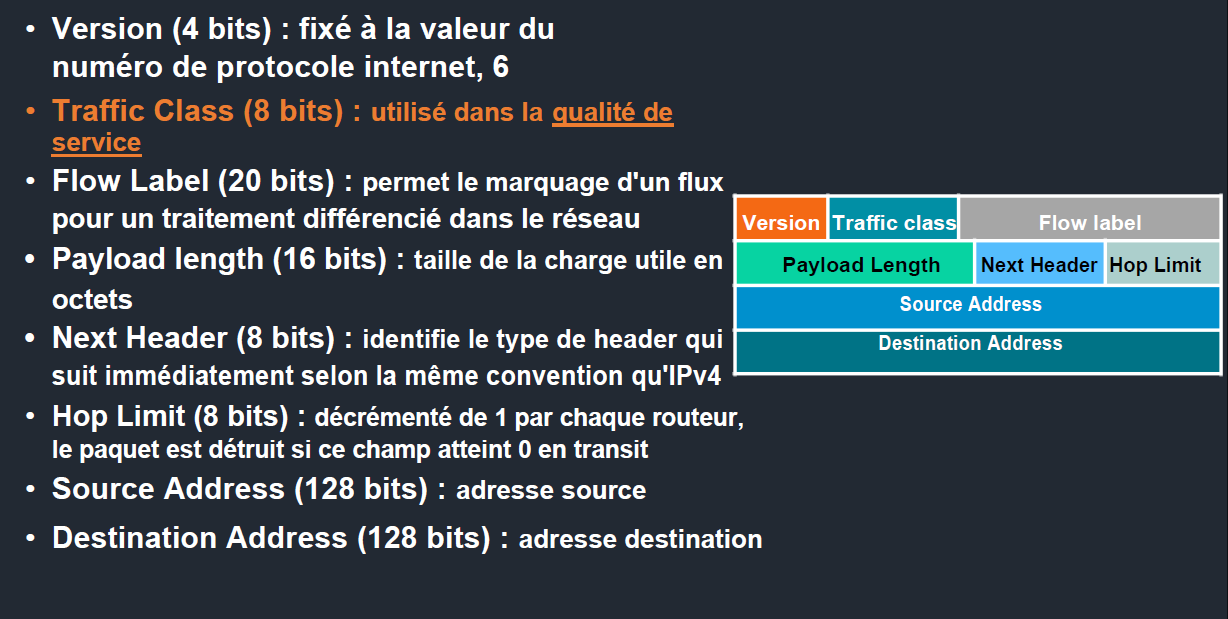 • Version (4 bits) : fixé à la valeur du
numéro de protocole internet, 6
• Traffic Class (8 bits) : utilisé dans la qualité de
service
• Flow Label (20 bits) : permet le marquage d'un flux
pour un traitement différencié dans le réseau
• Payload length (16 bits) : taille de la charge utile en
octets
• Next Header (8 bits) : identifie le type de header qui
suit immédiatement selon la même convention qu'IPv4
• Hop Limit (8 bits) : décrémenté de 1 par chaque routeur,
le paquet est détruit si ce champ atteint 0 en transit
• Source Address (128 bits) : adresse source
• Destination Address (128 bits) : adresse destination
Version Traffic class Flow label
Payload Length Next Header Hop Limit
Source Address
Destination Address